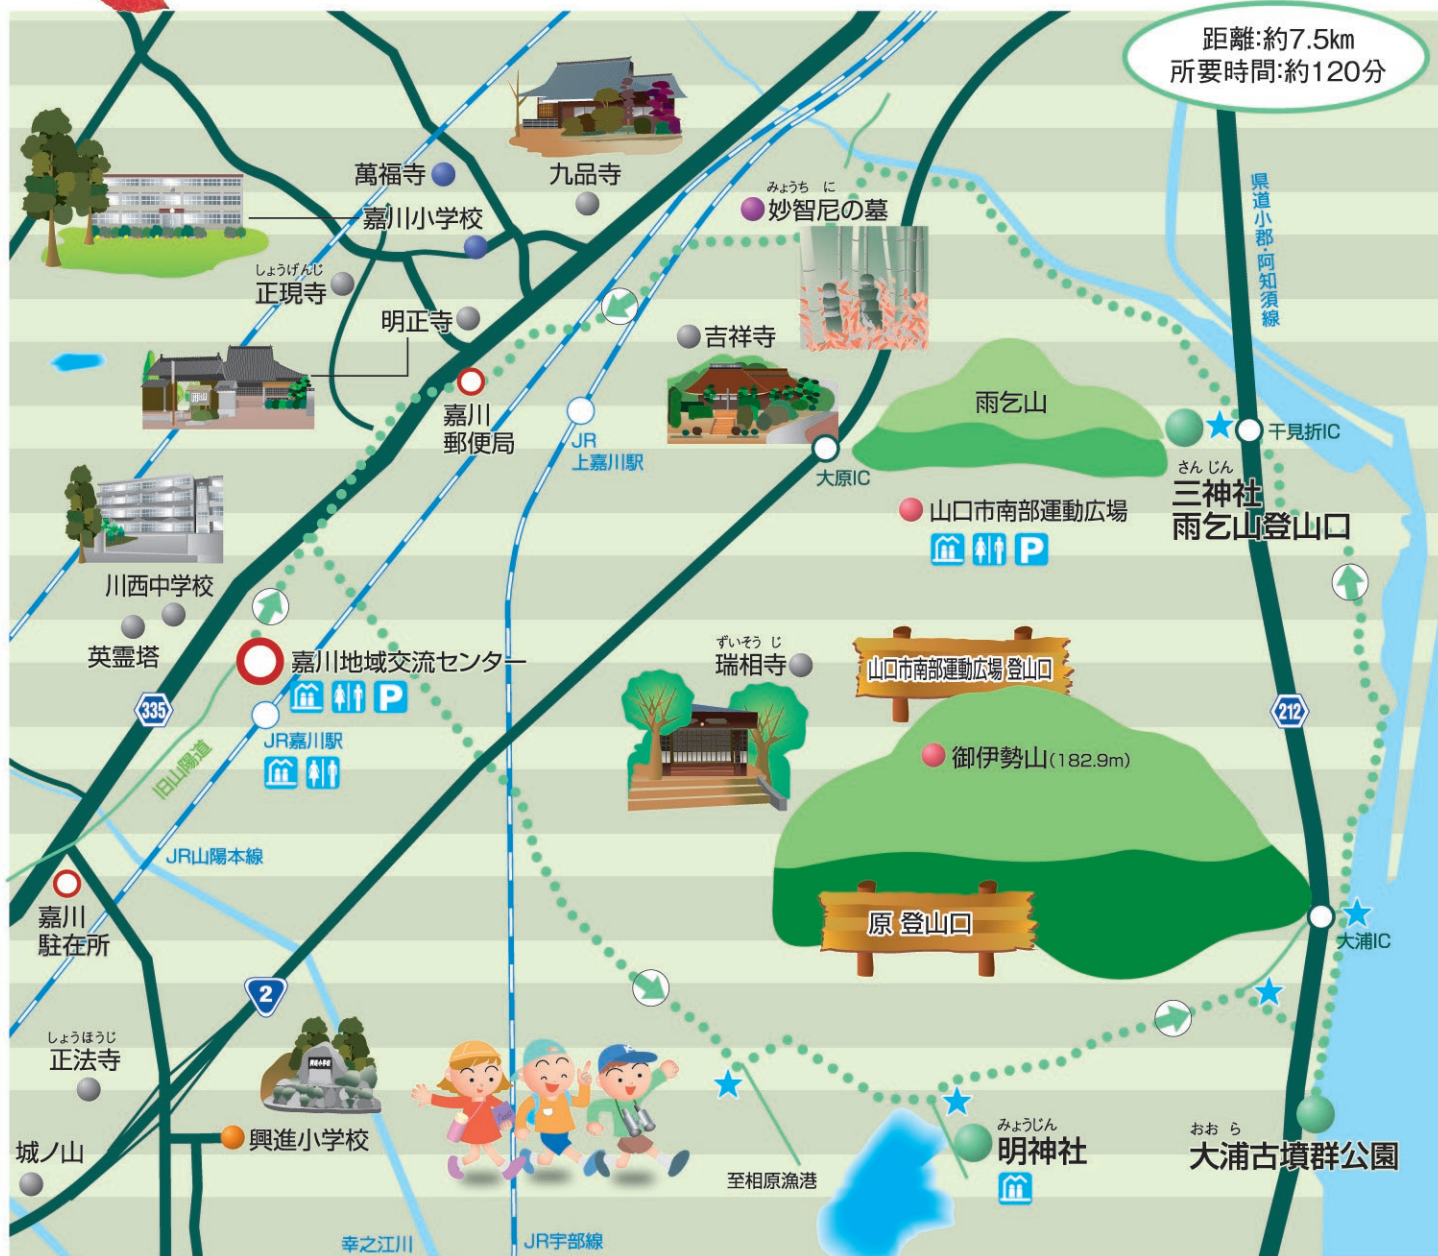 距離:約7.5km
所要時間:約120分
萬福寺
九品寺
嘉川小学校
みょうち に
妙智尼の墓
県道小郡・阿知須線
しょうげんじ
正現寺
明正寺
吉祥寺
雨乞山
嘉川
郵便局
JR
上嘉川駅
大原IC
干見折IC
さん じん
三神社
雨乞山登山口
山口市南部運動広場
P
川西中学校
英霊塔
嘉川地域交流センター
P
ずいそう じ
瑞相寺
山口市南部運動広場 登山口
335
212
JR嘉川駅
旧山陽道
御伊勢山(182.9m)
JR山陽本線
嘉川
駐在所
原 登山口
大浦IC
2
しょうほうじ
正法寺
興進小学校
城ノ山
みょうじん
明神社
おお ら
大浦古墳群公園
至相原漁港
幸之江川
JR宇部線